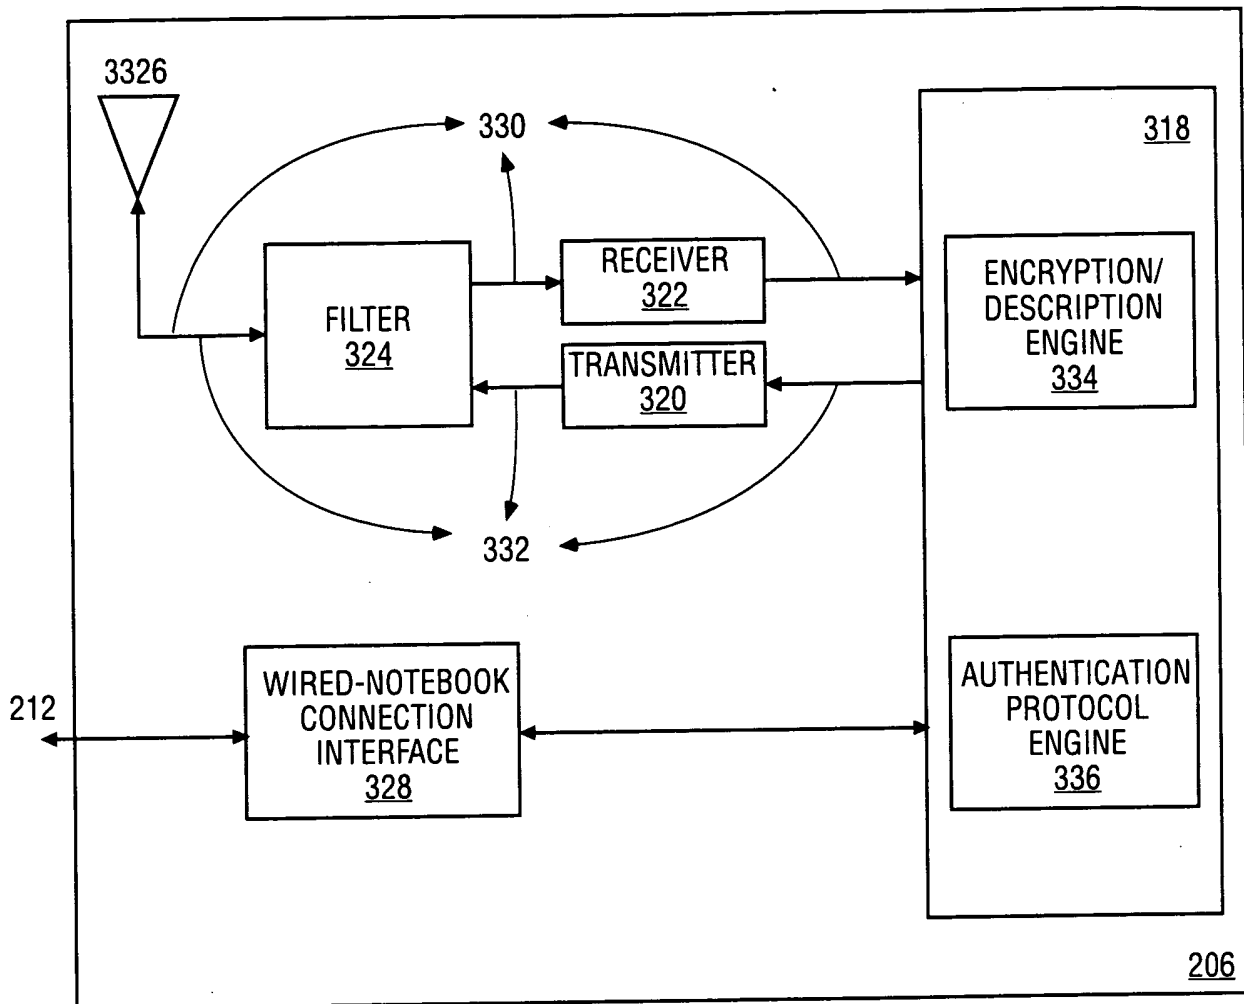 3326
330
318
RECEIVER
322
ENCRYPTION/
DESCRIPTION
ENGINE
334
FILTER
324
TRANSMITTER
320
332
212
WIRED-NOTEBOOK
CONNECTION
INTERFACE
328
AUTHENTICATION
PROTOCOL
ENGINE
336
206